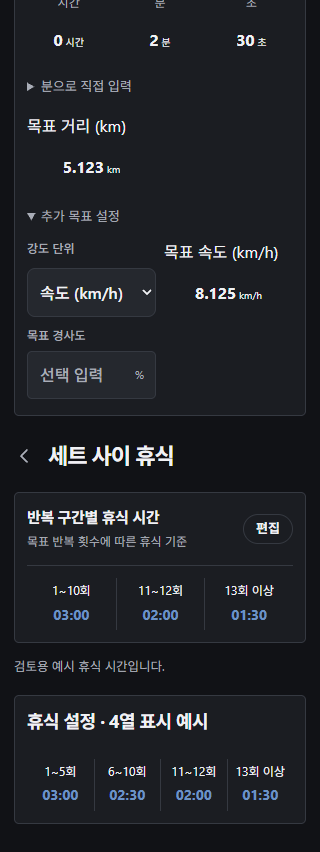 시간 분 초
0 시간 2 분 30 초
▶ 분으로 직접 입력
목표 거리 (km)
5.123 km
▼ 추가 목표 설정
강도 단위
목표 속도 (km/h)
속도 (km/h)
8.125 km/h
목표 경사도
선택 입력 %
세트 사이 휴식
반복 구간별 휴식 시간
목표 반복 횟수에 따른 휴식 기준
편집
1~10회 11~12회 13회 이상
03:00 02:00 01:30
검토용 예시 휴식 시간입니다.
휴식 설정 · 4열 표시 예시
1~5회 6~10회 11~12회 13회 이상
03:00 02:30 02:00 01:30